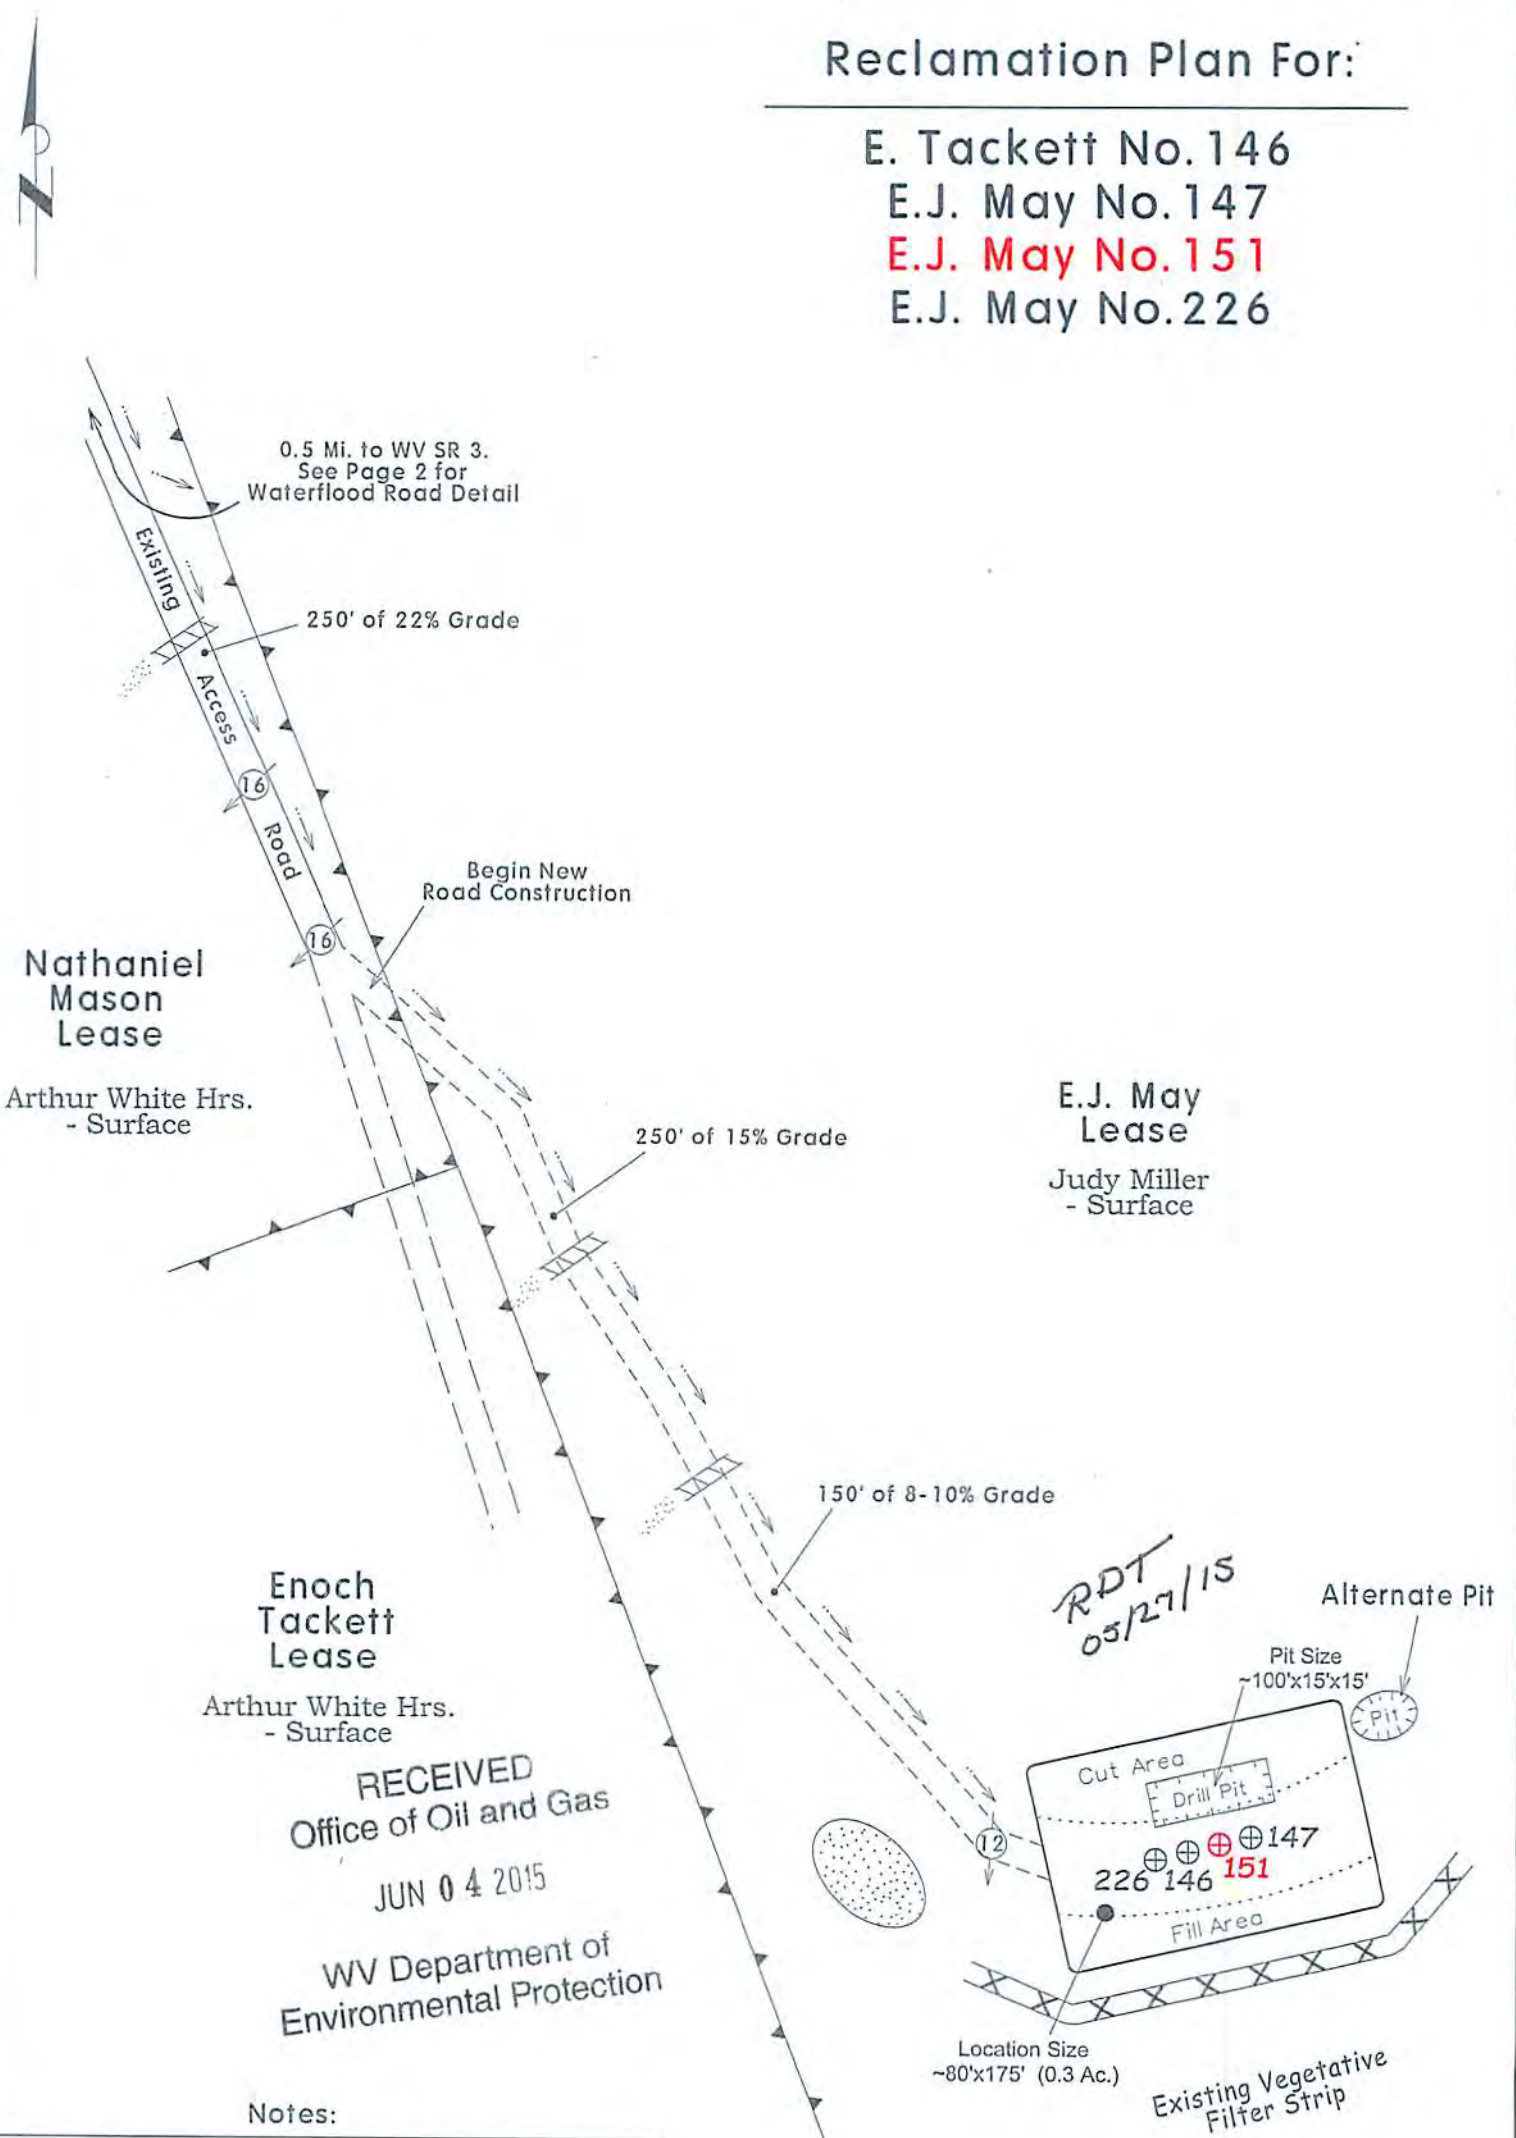 Reclamation Plan For:
E. Tackett No.146
E.J. May No.147
E.J. May No.151
E.J. May No.226
N
0.5 Mi. to WV SR 3.
See Page 2 for
Waterflood Road Detail
Existing
Access
Road
250' of 22% Grade
16
16
Begin New
Road Construction
Nathaniel
Mason
Lease
Arthur White Hrs.
- Surface
E.J. May
Lease
Judy Miller
- Surface
250' of 15% Grade
150' of 8-10% Grade
RDT
05/27/15
Alternate Pit
Pit Size
~100'x15'x15'
Pit
Enoch
Tackett
Lease
Arthur White Hrs.
- Surface
Cut Area
Drill Pit
12
147
226 146 151
Fill Area
RECEIVED
Office of Oil and Gas
JUN 04 2015
WV Department of
Environmental Protection
Location Size
~80'x175' (0.3 Ac.)
Existing Vegetative
Filter Strip
Notes: